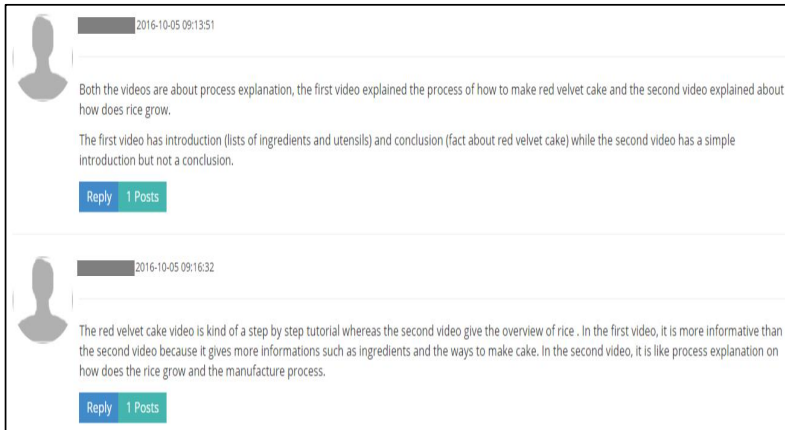 2016-10-05 09:13:51
Both the videos are about process explanation, the first video explained the process of how to make red velvet cake and the second video explained about
how does rice grow.
The first video has introduction (lists of ingredients and utensils) and conclusion (fact about red velvet cake) while the second video has a simple
introduction but not a conclusion.
Reply 1 Posts
2016-10-05 09:16:32
The red velvet cake video is kind of a step by step tutorial whereas the second video give the overview of rice . In the first video, it is more informative than
the second video because it gives more informations such as ingredients and the ways to make cake. In the second video, it is like process explanation on
how does the rice grow and the manufacture process.
Reply 1 Posts